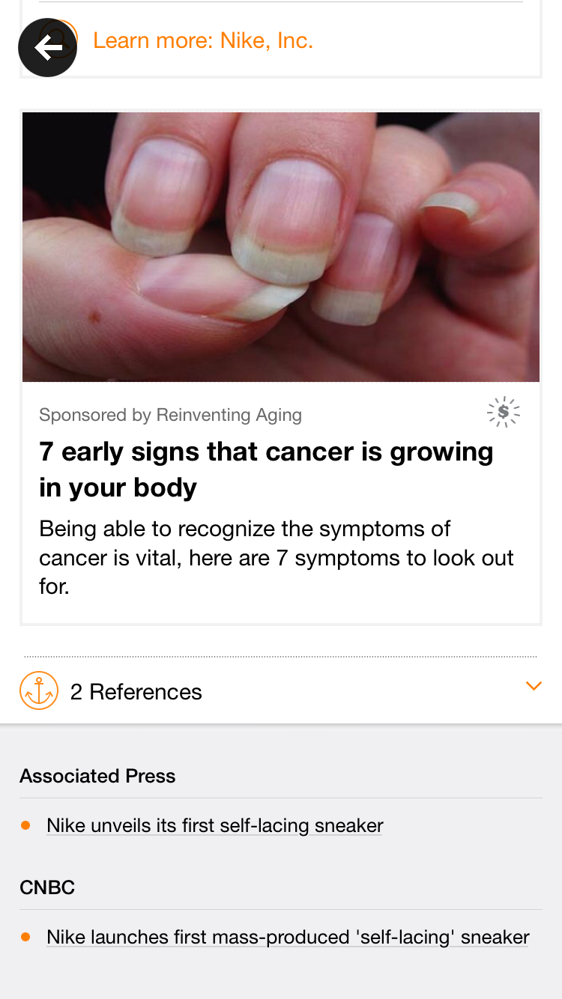 Learn more: Nike, Inc.
Sponsored by Reinventing Aging
$
7 early signs that cancer is growing
in your body
Being able to recognize the symptoms of
cancer is vital, here are 7 symptoms to look out
for.
2 References
Associated Press
Nike unveils its first self-lacing sneaker
CNBC
Nike launches first mass-produced 'self-lacing' sneaker